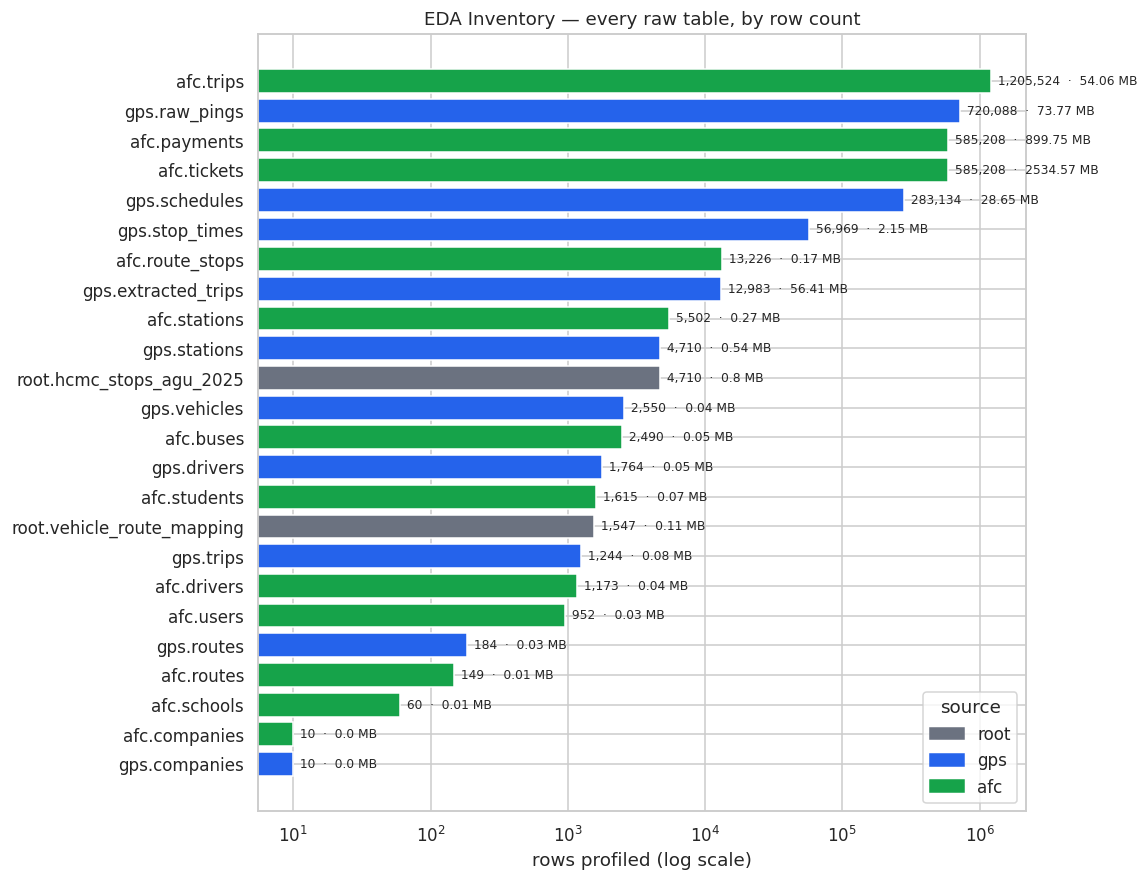 EDA Inventory — every raw table, by row count
afc.trips 1,205,524 · 54.06 MB
gps.raw_pings 720,088 · 73.77 MB
afc.payments 585,208 · 899.75 MB
afc.tickets 585,208 · 2534.57 MB
gps.schedules 283,134 · 28.65 MB
gps.stop_times 56,969 · 2.15 MB
afc.route_stops 13,226 · 0.17 MB
gps.extracted_trips 12,983 · 56.41 MB
afc.stations 5,502 · 0.27 MB
gps.stations 4,710 · 0.54 MB
root.hcmc_stops_agu_2025 4,710 · 0.8 MB
gps.vehicles 2,550 · 0.04 MB
afc.buses 2,490 · 0.05 MB
gps.drivers 1,764 · 0.05 MB
afc.students 1,615 · 0.07 MB
root.vehicle_route_mapping 1,547 · 0.11 MB
gps.trips 1,244 · 0.08 MB
afc.drivers 1,173 · 0.04 MB
afc.users 952 · 0.03 MB
gps.routes 184 · 0.03 MB
afc.routes 149 · 0.01 MB
afc.schools 60 · 0.01 MB
afc.companies 10 · 0.0 MB
gps.companies 10 · 0.0 MB
source
root
gps
afc
10¹ 10² 10³ 10⁴ 10⁵ 10⁶
rows profiled (log scale)